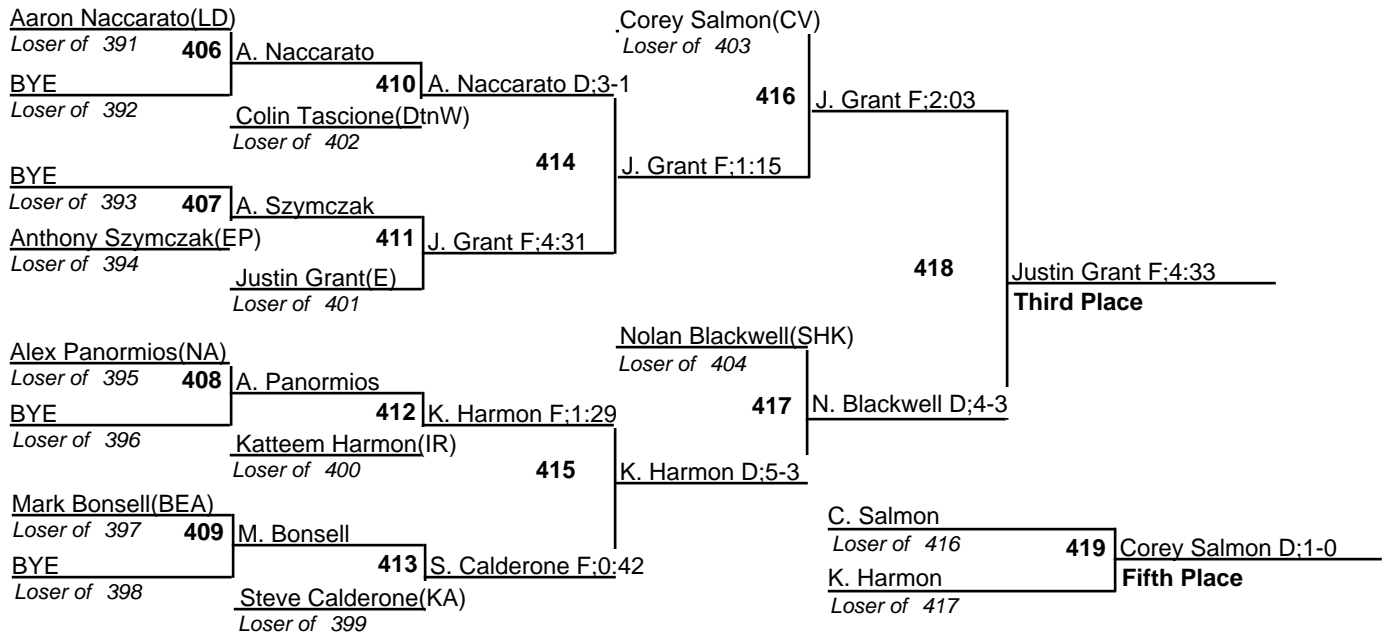 Aaron Naccarato(LD)
Loser of 391
406
A. Naccarato
BYE
Loser of 392
410
A. Naccarato D;3-1
Colin Tascione(DtnW)
Loser of 402
BYE
Loser of 393
407
A. Szymczak
Anthony Szymczak(EP)
Loser of 394
411
J. Grant F;4:31
Justin Grant(E)
Loser of 401
414
J. Grant F;1:15
Corey Salmon(CV)
Loser of 403
416
J. Grant F;2:03
Alex Panormios(NA)
Loser of 395
408
A. Panormios
BYE
Loser of 396
412
K. Harmon F;1:29
Katteem Harmon(IR)
Loser of 400
Mark Bonsell(BEA)
Loser of 397
409
M. Bonsell
BYE
Loser of 398
413
S. Calderone F;0:42
Steve Calderone(KA)
Loser of 399
415
K. Harmon D;5-3
Nolan Blackwell(SHK)
Loser of 404
417
N. Blackwell D;4-3
418
Justin Grant F;4:33
Third Place
C. Salmon
Loser of 416
K. Harmon
Loser of 417
419
Corey Salmon D;1-0
Fifth Place